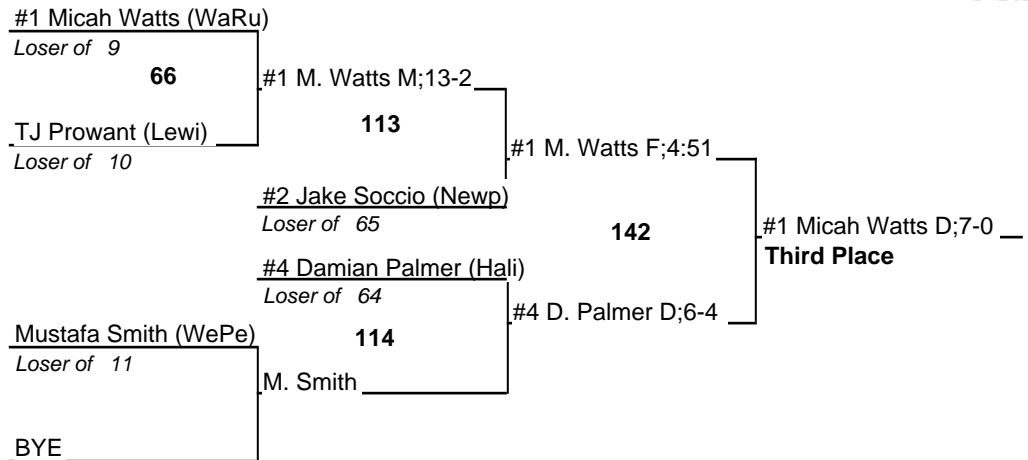 #1 Micah Watts (WaRu)
Loser of 9
66
#1 M. Watts M;13-2
TJ Prowant (Lewi)
Loser of 10
113
#1 M. Watts F;4:51
#2 Jake Soccio (Newp)
Loser of 65
142
#1 Micah Watts D;7-0
Third Place
#4 Damian Palmer (Hali)
Loser of 64
#4 D. Palmer D;6-4
Mustafa Smith (WePe)
Loser of 11
114
M. Smith
BYE